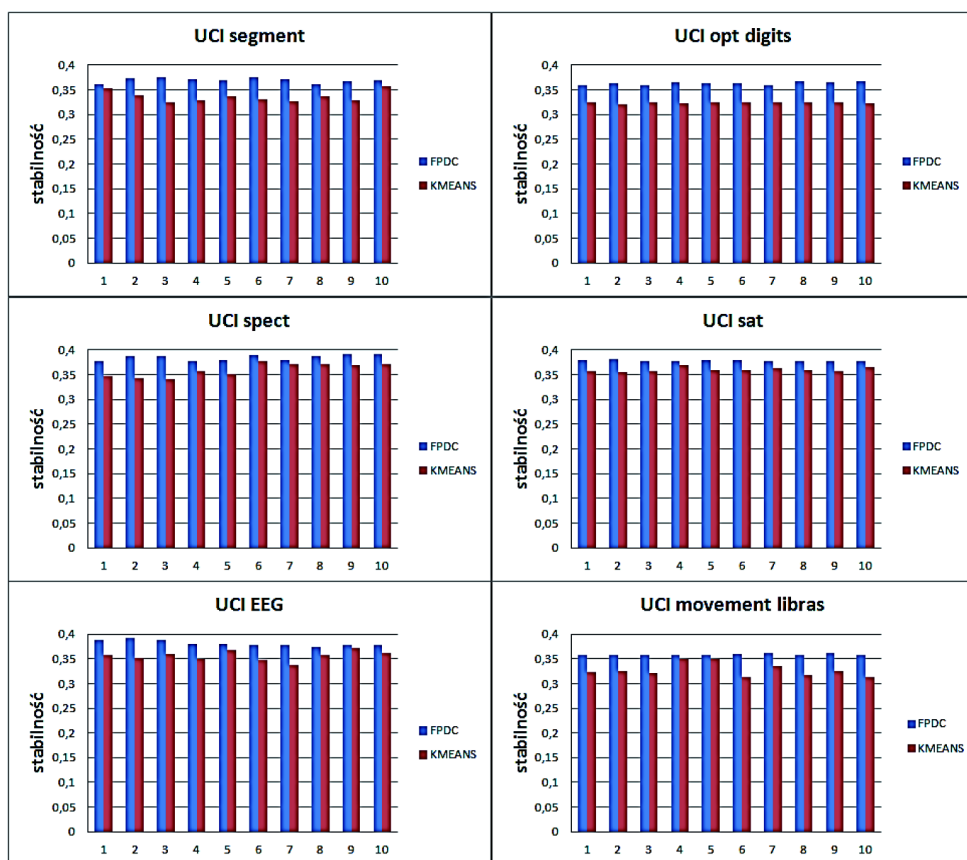 UCI segment
0,4
0,35
0,3
0,25
0,2
0,15
0,1
0,05
0
stabilność
1 2 3 4 5 6 7 8 9 10
FPDC
KMEANS
UCI opt digits
0,4
0,35
0,3
0,25
0,2
0,15
0,1
0,05
0
stabilność
1 2 3 4 5 6 7 8 9 10
FPDC
KMEANS
UCI spect
0,4
0,35
0,3
0,25
0,2
0,15
0,1
0,05
0
stabilność
1 2 3 4 5 6 7 8 9 10
FPDC
KMEANS
UCI sat
0,4
0,35
0,3
0,25
0,2
0,15
0,1
0,05
0
stabilność
1 2 3 4 5 6 7 8 9 10
FPDC
KMEANS
UCI EEG
0,4
0,35
0,3
0,25
0,2
0,15
0,1
0,05
0
stabilność
1 2 3 4 5 6 7 8 9 10
FPDC
KMEANS
UCI movement libras
0,4
0,35
0,3
0,25
0,2
0,15
0,1
0,05
0
stabilność
1 2 3 4 5 6 7 8 9 10
FPDC
KMEANS